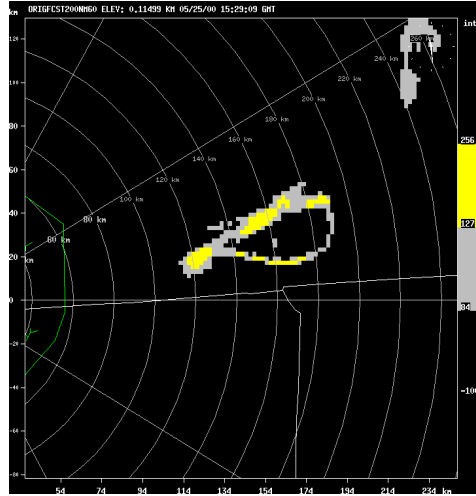 km ORIGFCST200NM60 ELEV: 0.11499 KM 05/25/00 15:29:09 GMT
int
120
260 km
240 km
100
220 km
200 km
80
180 km
256
160 km
60
140 km
120 km
40
100 km
127
80 km
60 km
20
km
0
84
-20
-40
-100
-60
-80
54 74 94 114 134 154 174 194 214 234 km